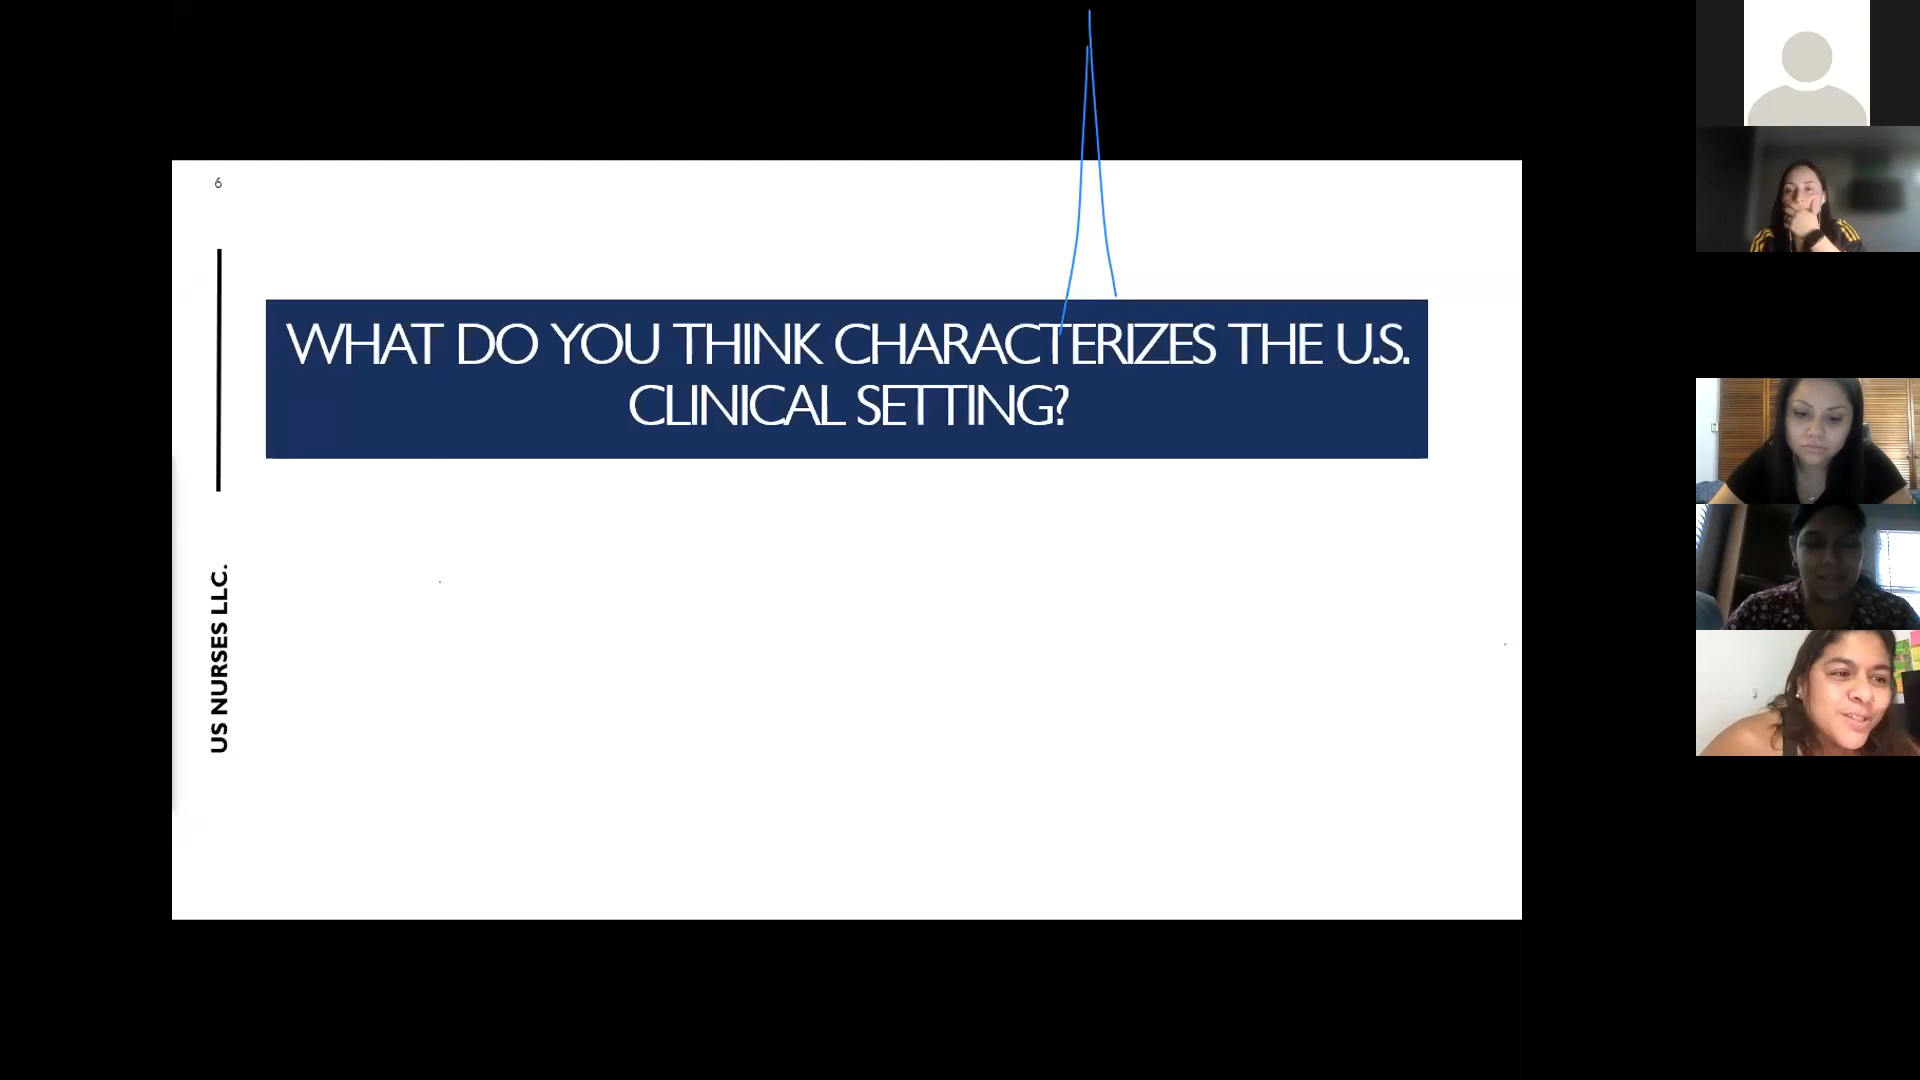 6
WHAT DO YOU THINK CHARACTERIZES THE U.S.
CLINICAL SETTING?
US NURSES LLC.